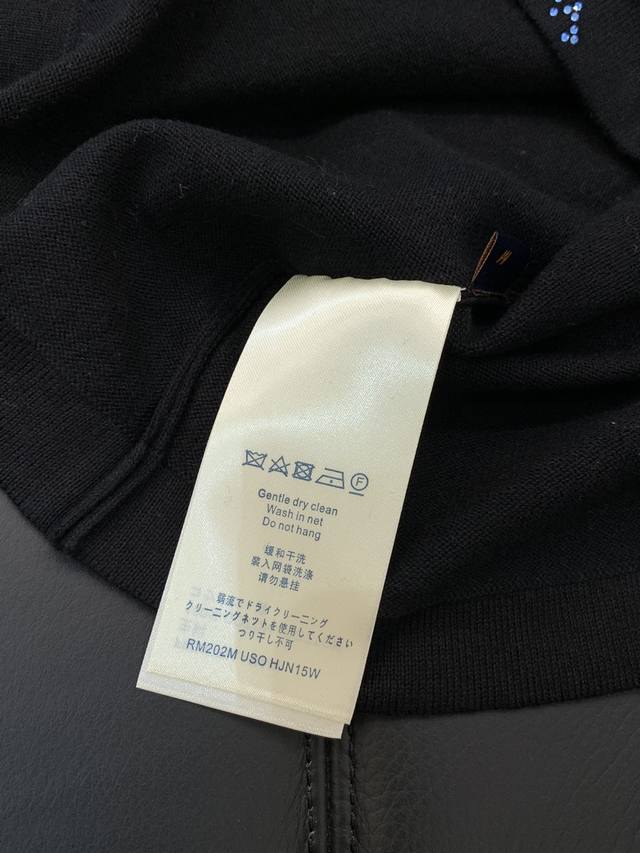 F
Gentle dry clean
Wash in net
Do not hang
缓和干洗
装入网袋洗涤
请勿悬挂
弱流でドライクリーニング
クリーニングネットを使用してください
つり干し不可
RM202M USO HJN15W